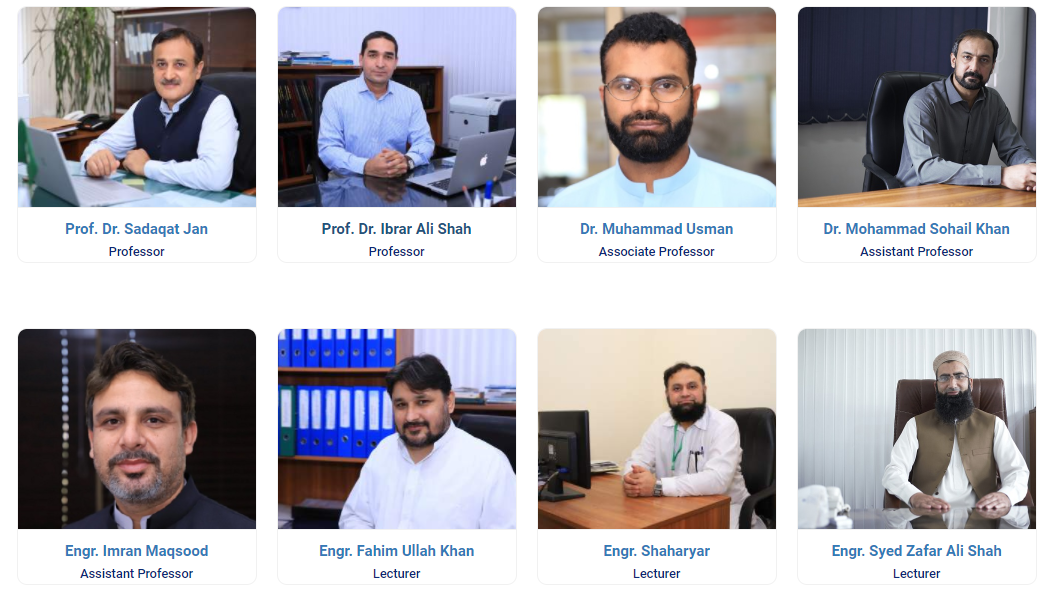 Prof. Dr. Sadaqat Jan
Professor
Prof. Dr. Ibrar Ali Shah
Professor
Dr. Muhammad Usman
Associate Professor
Dr. Mohammad Sohail Khan
Assistant Professor
Engr. Imran Maqsood
Assistant Professor
Engr. Fahim Ullah Khan
Lecturer
Engr. Shaharyar
Lecturer
Engr. Syed Zafar Ali Shah
Lecturer